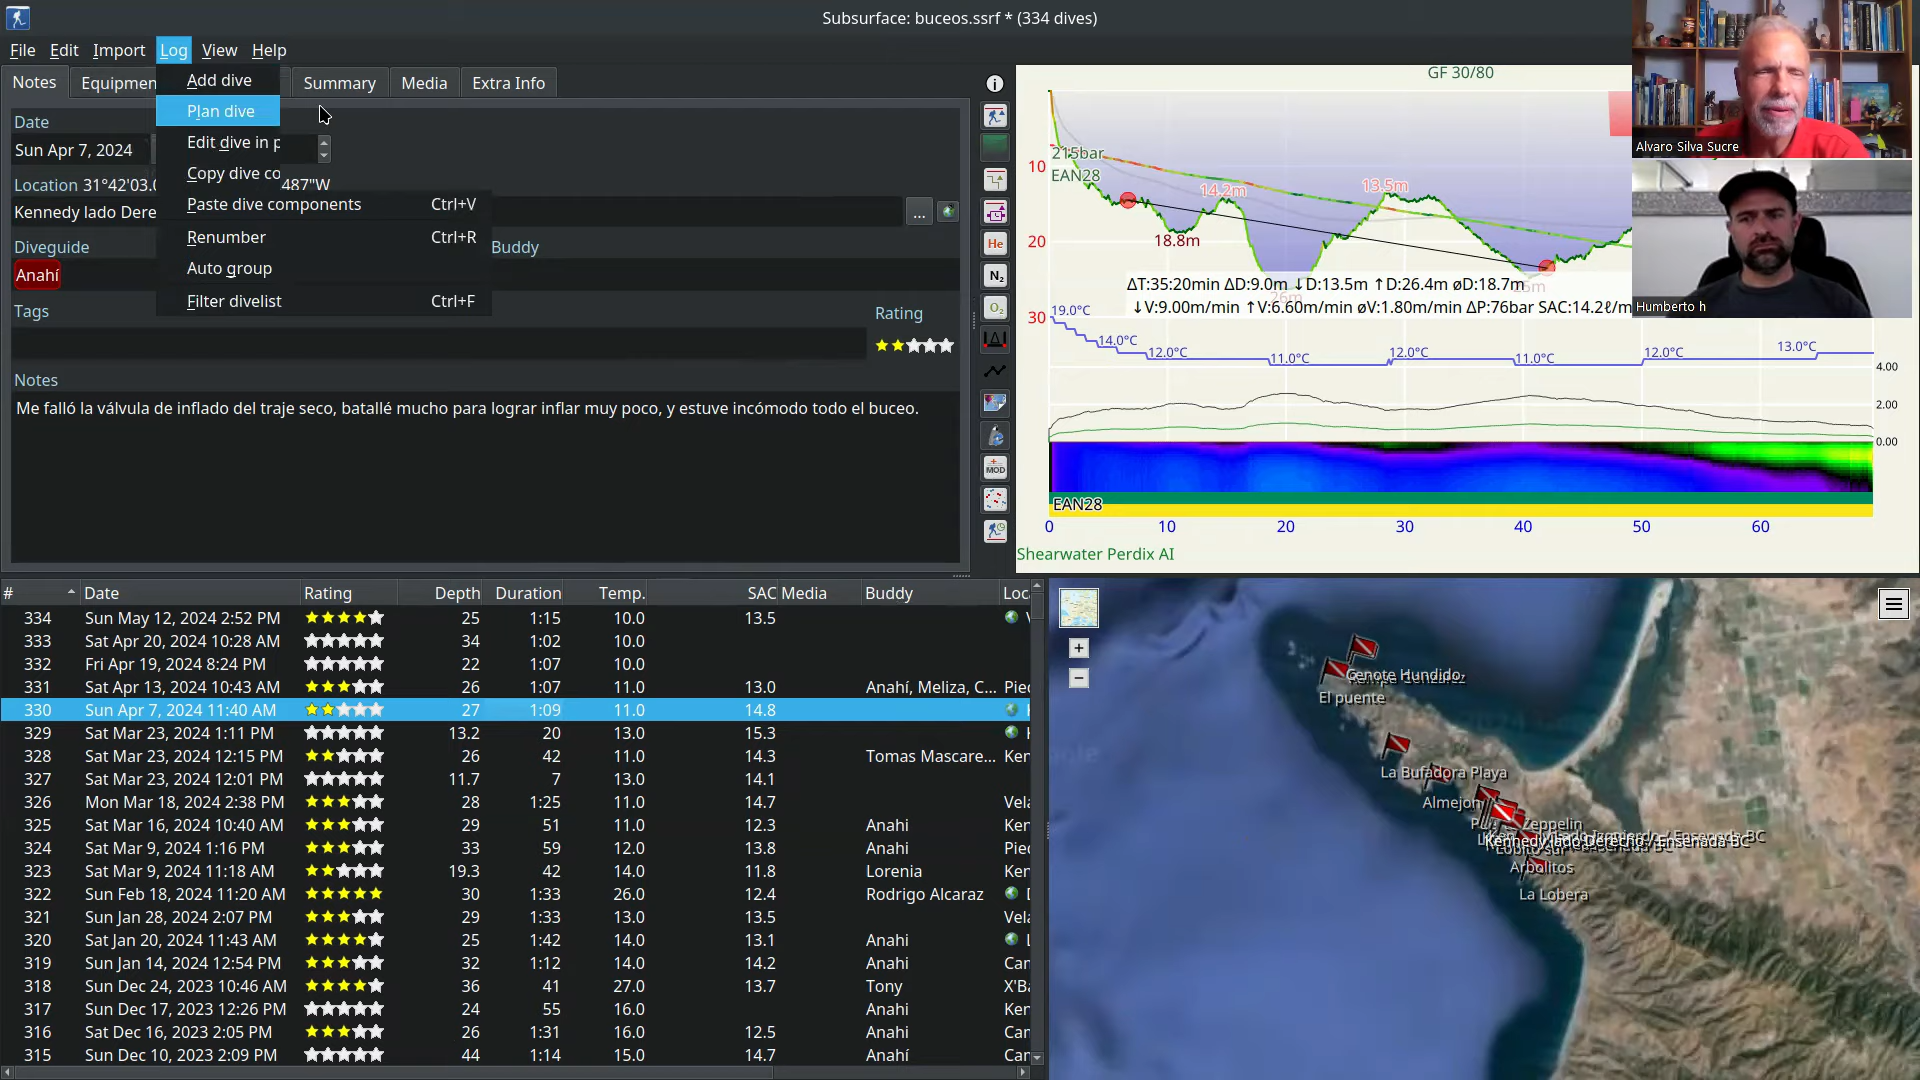 Subsurface: buceos.ssrf * (334 dives)
File Edit Import Log View Help
Notes Equipmen Summary Media Extra Info
Add dive
Plan dive
Edit dive in p
Copy dive co
Paste dive components Ctrl+V
Renumber Ctrl+R
Auto group
Filter divelist Ctrl+F
Date
Sun Apr 7, 2024
Location 31°42'03.0 487"W
Kennedy lado Dere ...
Diveguide Buddy
Anahí
Tags Rating
Notes
Me falló la válvula de inflado del traje seco, batallé mucho para lograr inflar muy poco, y estuve incómodo todo el buceo.
He
N₂
O₂
MOD
GF 30/80
10
20
30
215bar
EAN28
14.2m
13.5m
18.8m
26m
ΔT:35:20min ΔD:9.0m ↓D:13.5m ↑D:26.4m øD:18.7m
↓V:9.00m/min ↑V:6.60m/min øV:1.80m/min ΔP:76bar SAC:14.2ℓ/m
19.0°C 14.0°C 12.0°C 11.0°C 12.0°C 11.0°C 12.0°C 13.0°C
4.00
2.00
0.00
EAN28
0 10 20 30 40 50 60
Shearwater Perdix AI
Alvaro Silva Sucre
Humberto h
# Date Rating Depth Duration Temp. SAC Media Buddy Loc
334 Sun May 12, 2024 2:52 PM 25 1:15 10.0 13.5
333 Sat Apr 20, 2024 10:28 AM 34 1:02 10.0
332 Fri Apr 19, 2024 8:24 PM 22 1:07 10.0
331 Sat Apr 13, 2024 10:43 AM 26 1:07 11.0 13.0 Anahí, Meliza, C... Pied
330 Sun Apr 7, 2024 11:40 AM 27 1:09 11.0 14.8
329 Sat Mar 23, 2024 1:11 PM 13.2 20 13.0 15.3
328 Sat Mar 23, 2024 12:15 PM 26 42 11.0 14.3 Tomas Mascare... Ken
327 Sat Mar 23, 2024 12:01 PM 11.7 7 13.0 14.1
326 Mon Mar 18, 2024 2:38 PM 28 1:25 11.0 14.7 Vela
325 Sat Mar 16, 2024 10:40 AM 29 51 11.0 12.3 Anahi Ken
324 Sat Mar 9, 2024 1:16 PM 33 59 12.0 13.8 Anahi Pied
323 Sat Mar 9, 2024 11:18 AM 19.3 42 14.0 11.8 Lorenia Ken
322 Sun Feb 18, 2024 11:20 AM 30 1:33 26.0 12.4 Rodrigo Alcaraz
321 Sun Jan 28, 2024 2:07 PM 29 1:33 13.0 13.5 Vela
320 Sat Jan 20, 2024 11:43 AM 25 1:42 14.0 13.1 Anahi
319 Sun Jan 14, 2024 12:54 PM 32 1:12 14.0 14.2 Anahi Can
318 Sun Dec 24, 2023 10:46 AM 36 41 27.0 13.7 Tony X'Ba
317 Sun Dec 17, 2023 12:26 PM 24 55 16.0 Anahi Ken
316 Sat Dec 16, 2023 2:05 PM 26 1:31 16.0 12.5 Anahi Can
315 Sun Dec 10, 2023 2:09 PM 44 1:14 15.0 14.7 Anahí Can
Cenote Hundido
El puente
La Bufadora Playa
Almejon
Zeppelin
Kennedy lado Derecho / Ensenada BC
Arbolitos
La Lobera